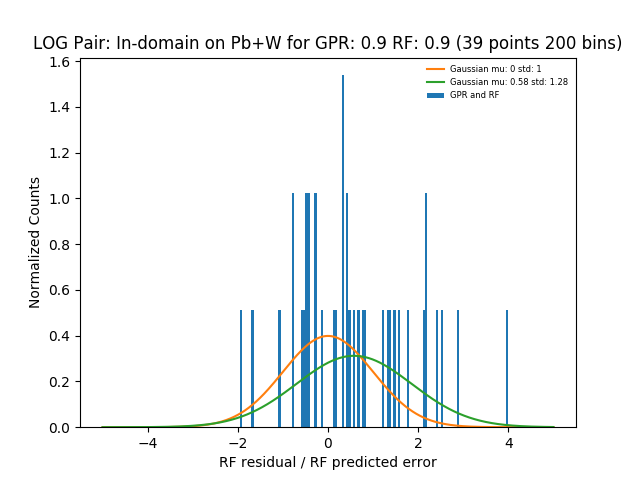 LOG Pair: In-domain on Pb+W for GPR: 0.9 RF: 0.9 (39 points 200 bins)
Gaussian mu: 0 std: 1
Gaussian mu: 0.58 std: 1.28
GPR and RF
Normalized Counts
1.6
1.4
1.2
1.0
0.8
0.6
0.4
0.2
0.0
−4 −2 0 2 4
RF residual / RF predicted error